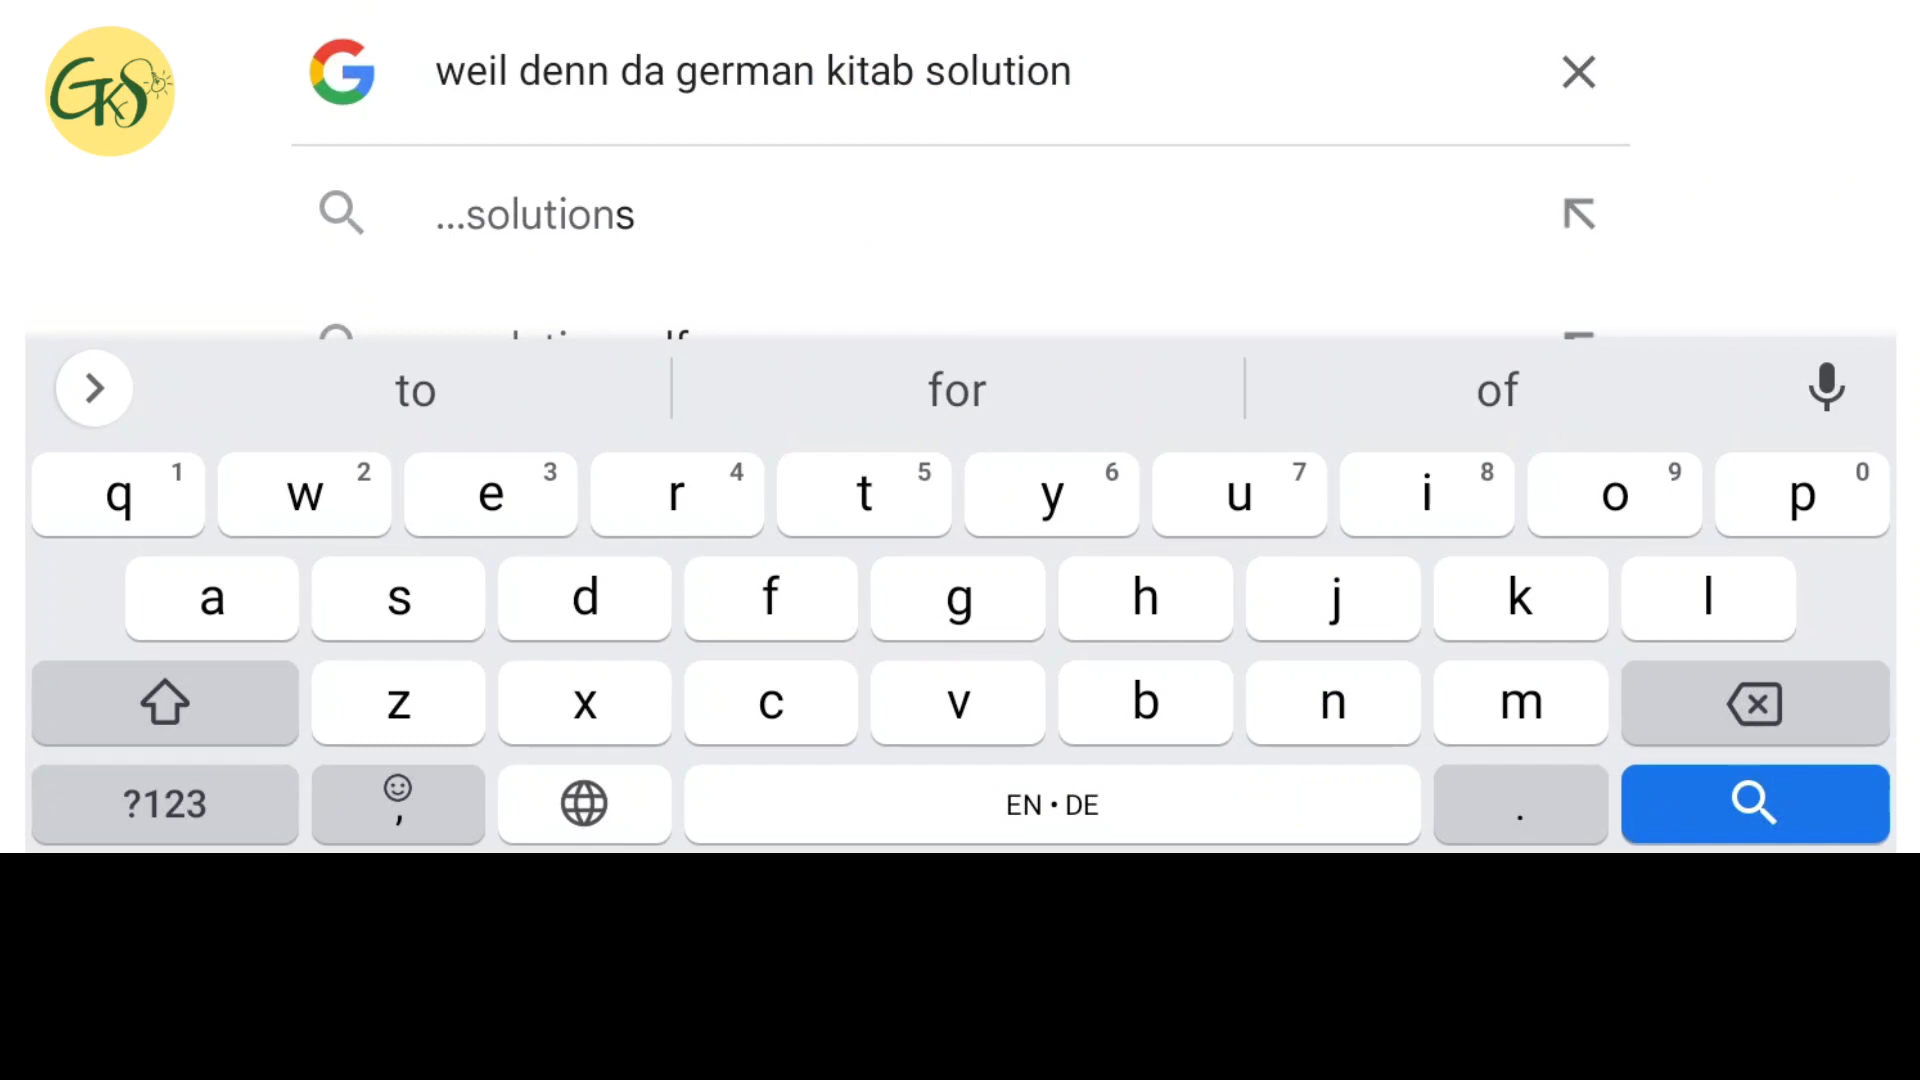 GKS
weil denn da german kitab solution
...solutions
to for of
q 1 w 2 e 3 r 4 t 5 y 6 u 7 i 8 o 9 p 0
a s d f g h j k l
z x c v b n m
?123 , EN • DE .